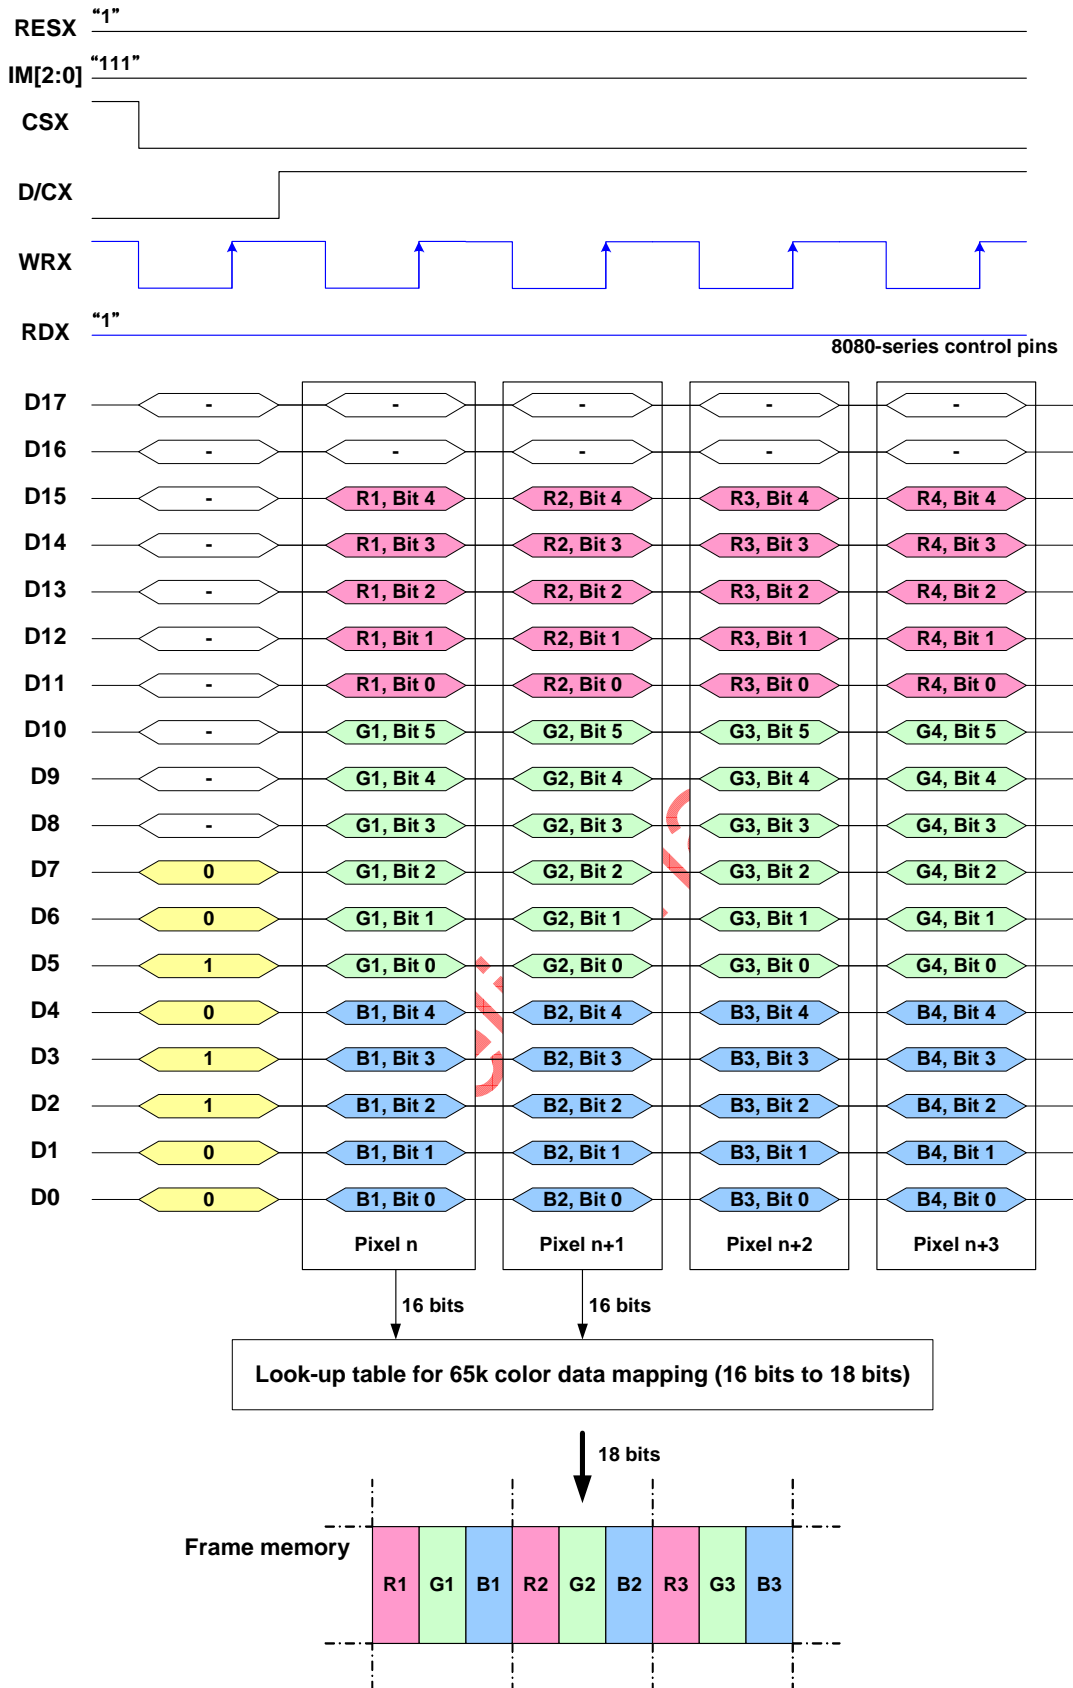 RESX "1"
IM[2:0] “111”
CSX
D/CX
WRX
RDX “1”
8080-series control pins
D17 - - - - -
D16 - - - - -
D15 - R1, Bit 4 R2, Bit 4 R3, Bit 4 R4, Bit 4
D14 - R1, Bit 3 R2, Bit 3 R3, Bit 3 R4, Bit 3
D13 - R1, Bit 2 R2, Bit 2 R3, Bit 2 R4, Bit 2
D12 - R1, Bit 1 R2, Bit 1 R3, Bit 1 R4, Bit 1
D11 - R1, Bit 0 R2, Bit 0 R3, Bit 0 R4, Bit 0
D10 - G1, Bit 5 G2, Bit 5 G3, Bit 5 G4, Bit 5
D9 - G1, Bit 4 G2, Bit 4 G3, Bit 4 G4, Bit 4
D8 - G1, Bit 3 G2, Bit 3 G3, Bit 3 G4, Bit 3
D7 0 G1, Bit 2 G2, Bit 2 G3, Bit 2 G4, Bit 2
D6 0 G1, Bit 1 G2, Bit 1 G3, Bit 1 G4, Bit 1
D5 1 G1, Bit 0 G2, Bit 0 G3, Bit 0 G4, Bit 0
D4 0 B1, Bit 4 B2, Bit 4 B3, Bit 4 B4, Bit 4
D3 1 B1, Bit 3 B2, Bit 3 B3, Bit 3 B4, Bit 3
D2 1 B1, Bit 2 B2, Bit 2 B3, Bit 2 B4, Bit 2
D1 0 B1, Bit 1 B2, Bit 1 B3, Bit 1 B4, Bit 1
D0 0 B1, Bit 0 B2, Bit 0 B3, Bit 0 B4, Bit 0
Pixel n Pixel n+1 Pixel n+2 Pixel n+3
16 bits 16 bits
Look-up table for 65k color data mapping (16 bits to 18 bits)
18 bits
Frame memory
R1 G1 B1 R2 G2 B2 R3 G3 B3